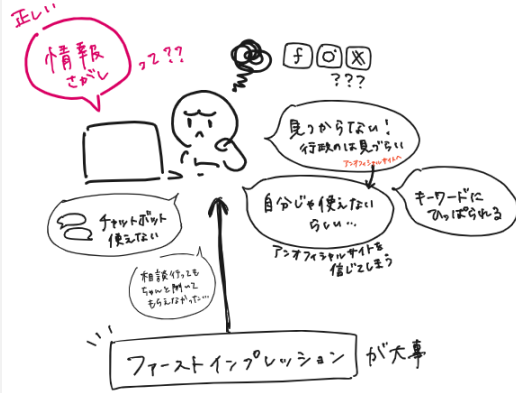 正しい
情報
さがし
って??
f
???
見つからない!
行政のは見づらい
アンオフィシャルサイトへ
自分じゃ使えない
らしい…
アンオフィシャルサイトを
信じてしまう
キーワードに
ひっぱられる
チャットボット
使えない
相談行っても
ちゃんと聞いて
もらえなかった…
ファーストインプレッション が大事